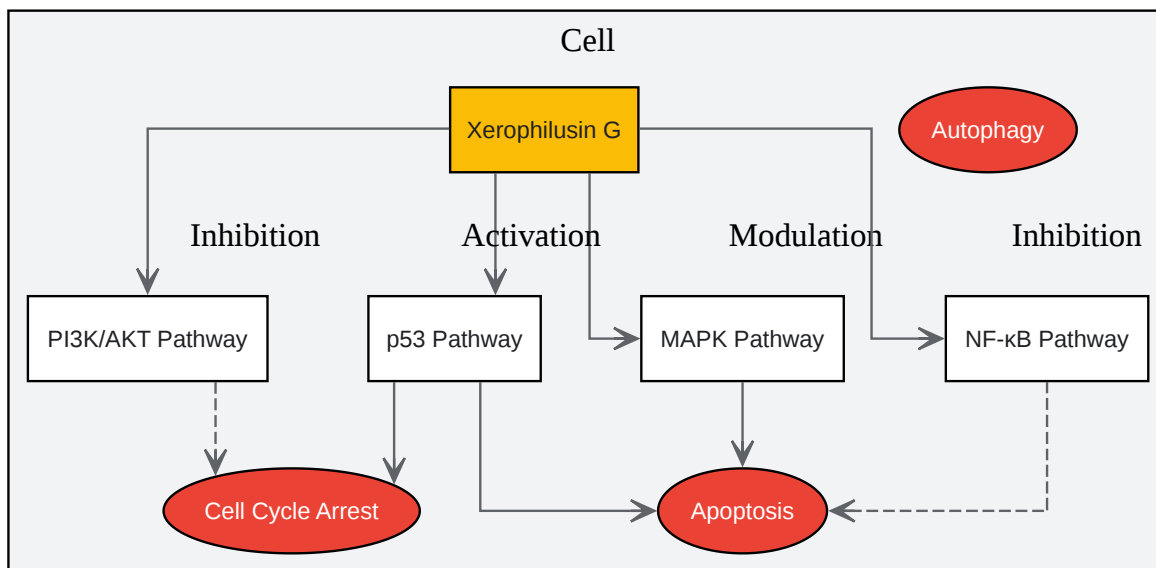 Cell
Xerophilusin G
Autophagy
Inhibition
Activation
Modulation
Inhibition
PI3K/AKT Pathway
p53 Pathway
MAPK Pathway
NF-κB Pathway
Cell Cycle Arrest
Apoptosis